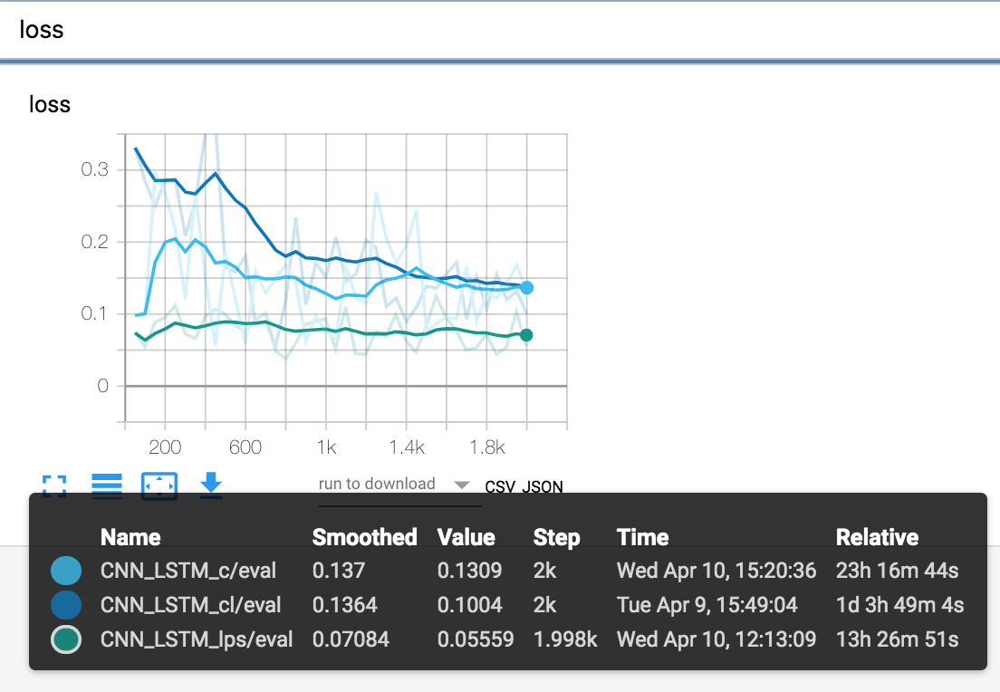 loss
loss
0.3
0.2
0.1
0
200 600 1k 1.4k 1.8k
run to download CSV JSON
Name Smoothed Value Step Time Relative
CNN_LSTM_c/eval 0.137 0.1309 2k Wed Apr 10, 15:20:36 23h 16m 44s
CNN_LSTM_cl/eval 0.1364 0.1004 2k Tue Apr 9, 15:49:04 1d 3h 49m 4s
CNN_LSTM_lps/eval 0.07084 0.05559 1.998k Wed Apr 10, 12:13:09 13h 26m 51s